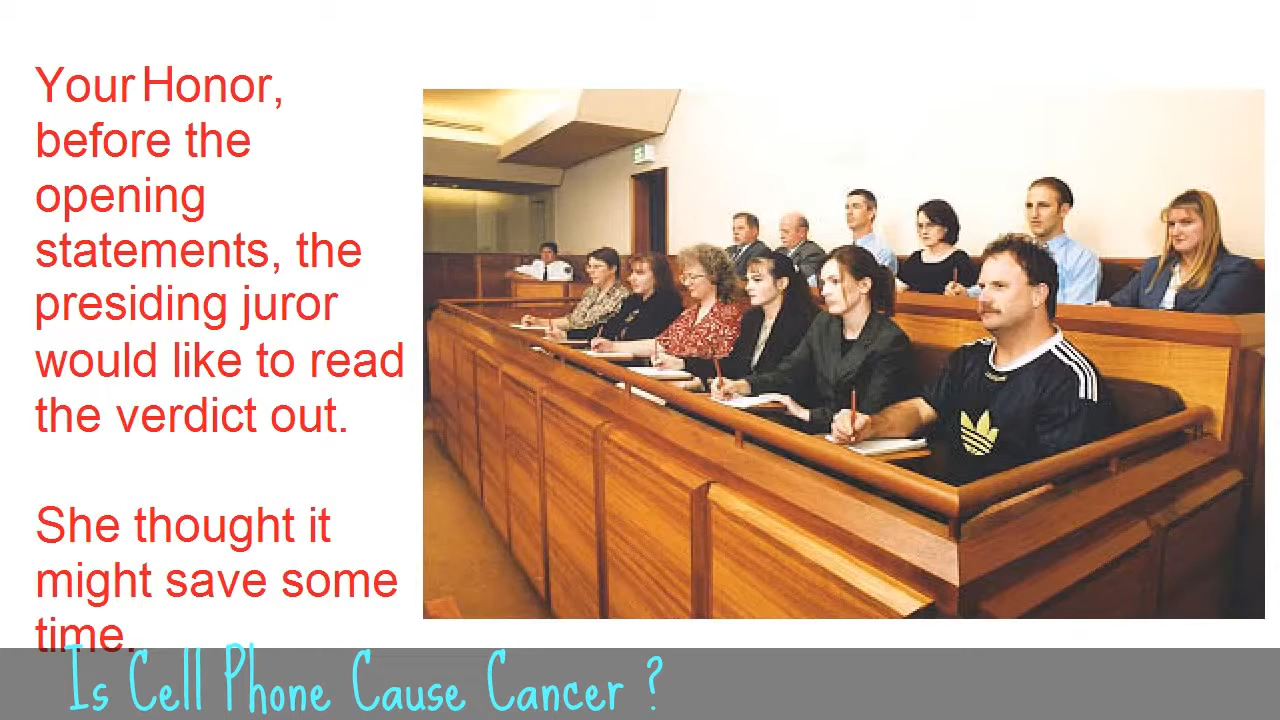 Your Honor,
before the
opening
statements, the
presiding juror
would like to read
the verdict out.
She thought it
might save some
time.
Is Cell Phone Cause Cancer ?